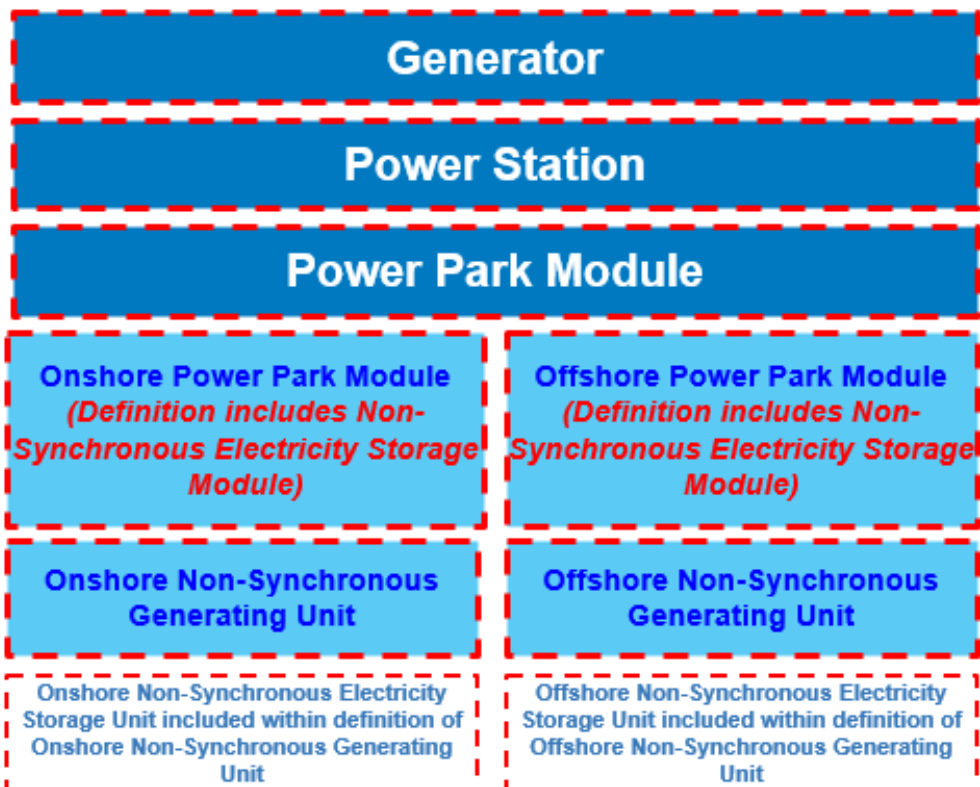 Generator
Power Station
Power Park Module
Onshore Power Park Module
(Definition includes Non-
Synchronous Electricity Storage
Module)
Offshore Power Park Module
(Definition includes Non-
Synchronous Electricity Storage
Module)
Onshore Non-Synchronous
Generating Unit
Offshore Non-Synchronous
Generating Unit
Onshore Non-Synchronous Electricity
Storage Unit included within definition of
Onshore Non-Synchronous Generating
Unit
Offshore Non-Synchronous Electricity
Storage Unit included within definition of
Offshore Non-Synchronous Generating
Unit